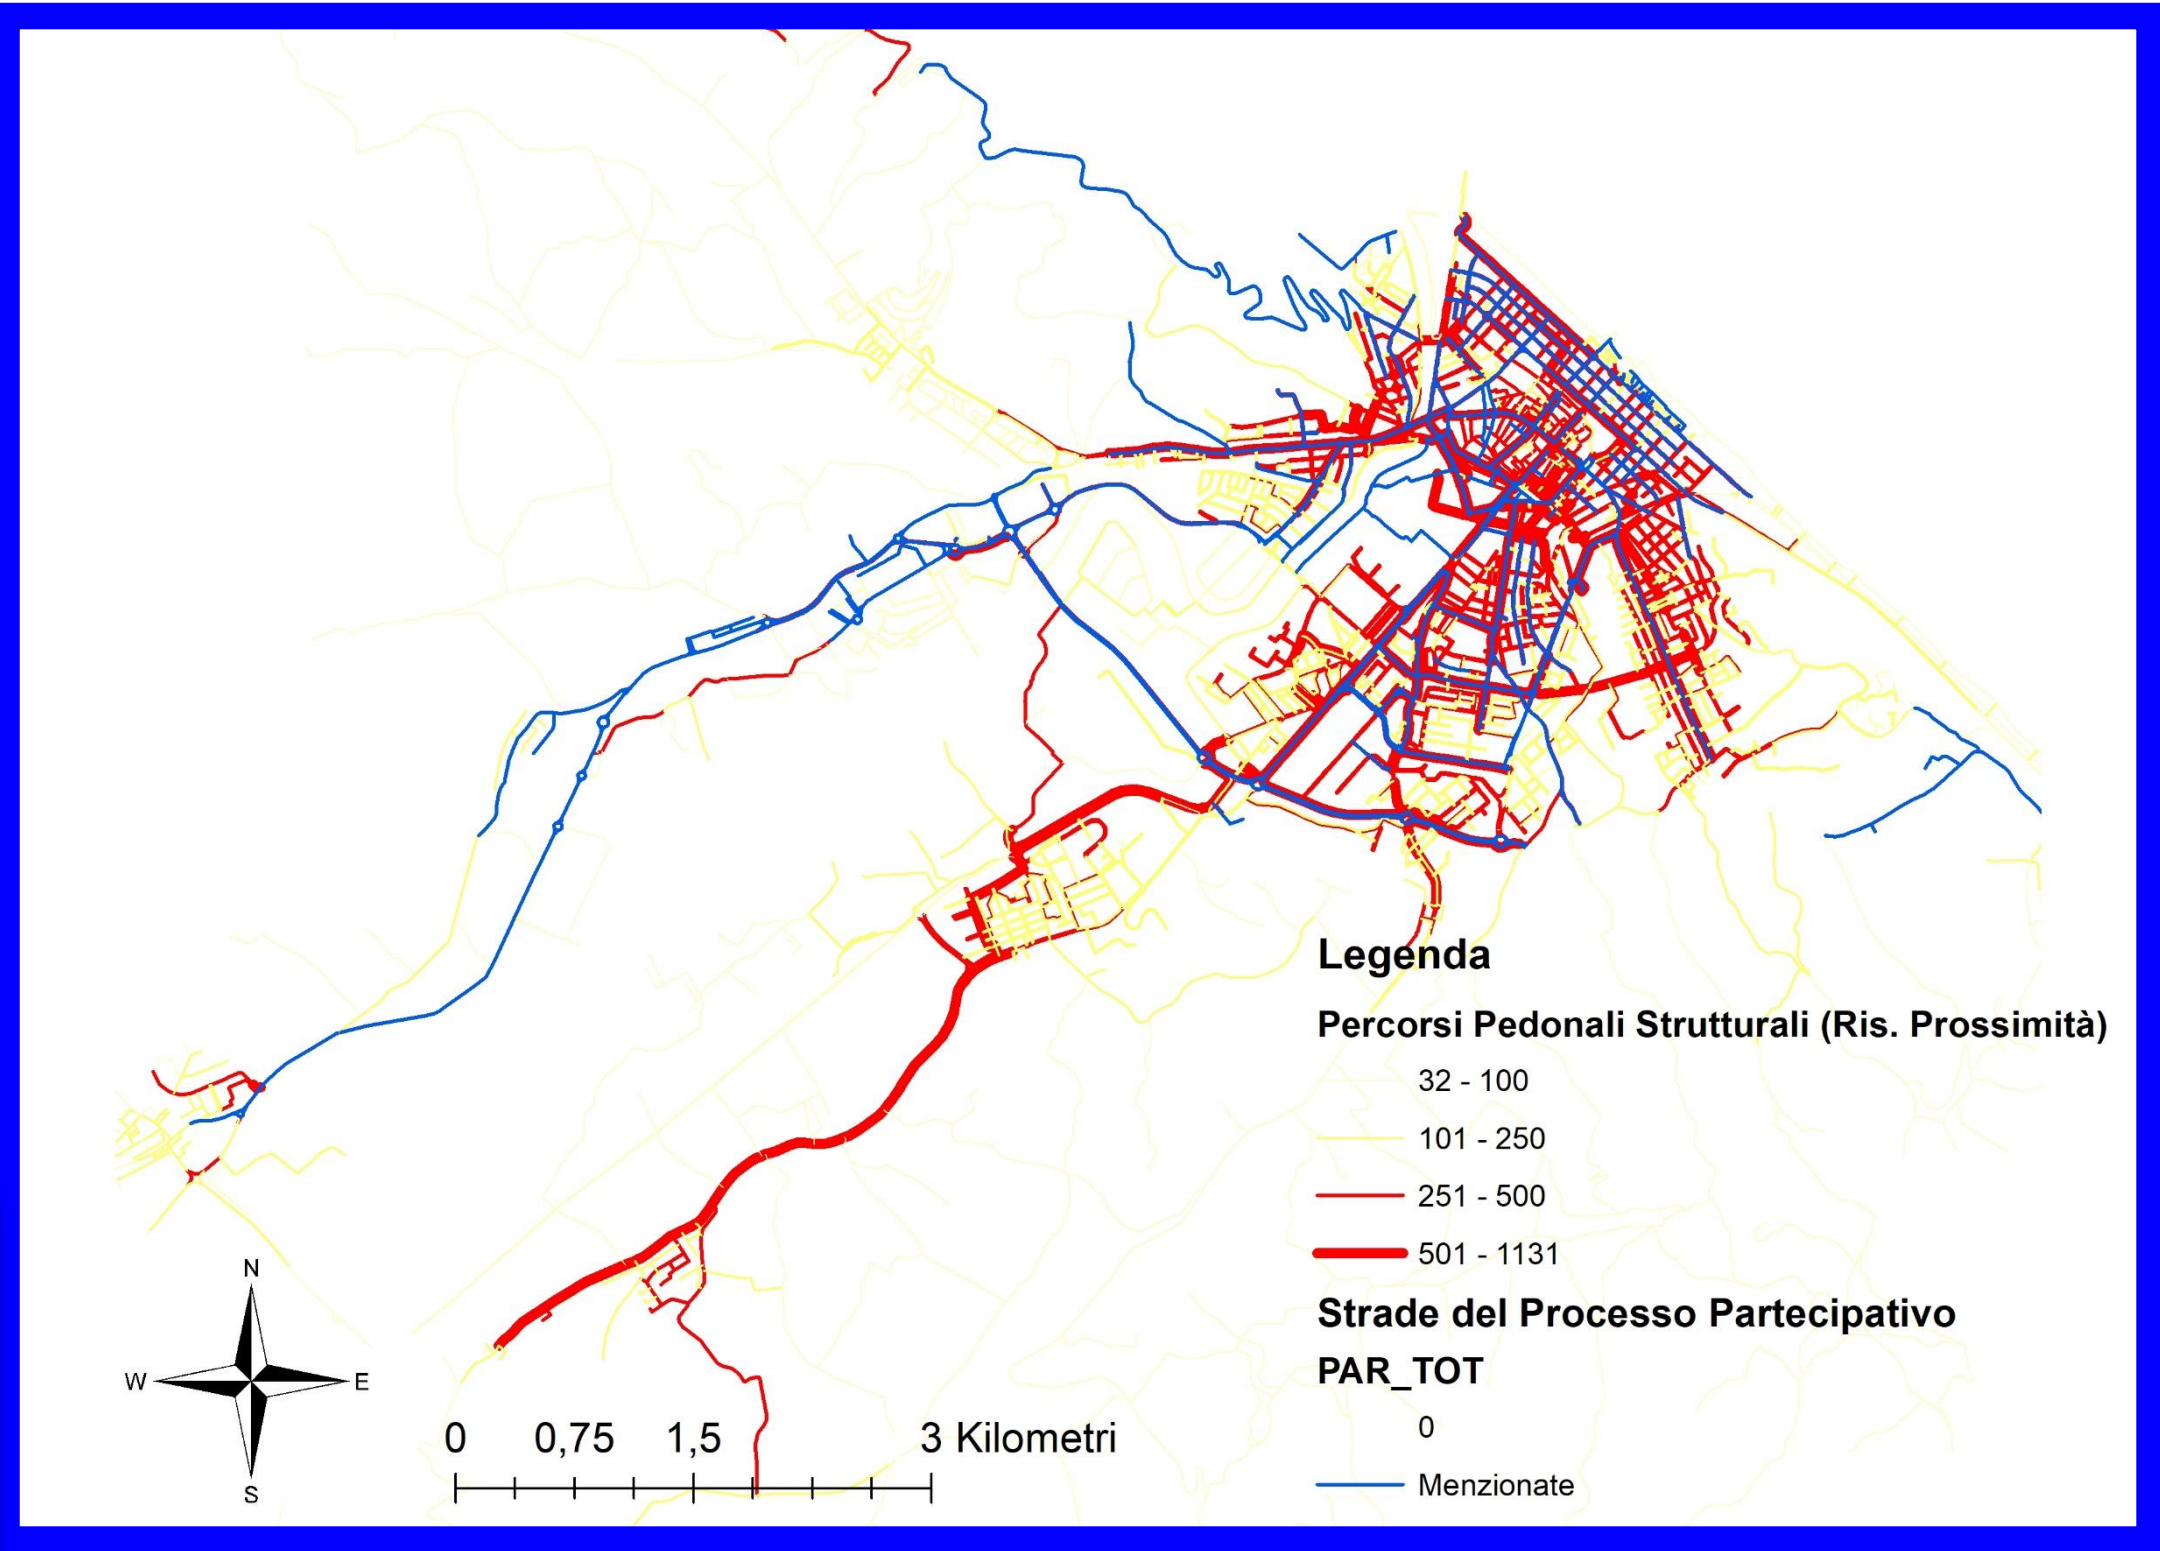 Legenda
Percorsi Pedonali Strutturali (Ris. Prossimità)
32 - 100
101 - 250
251 - 500
501 - 1131
Strade del Processo Partecipativo
PAR_TOT
0
Menzionate
N
W E
S
0 0,75 1,5 3 Kilometri